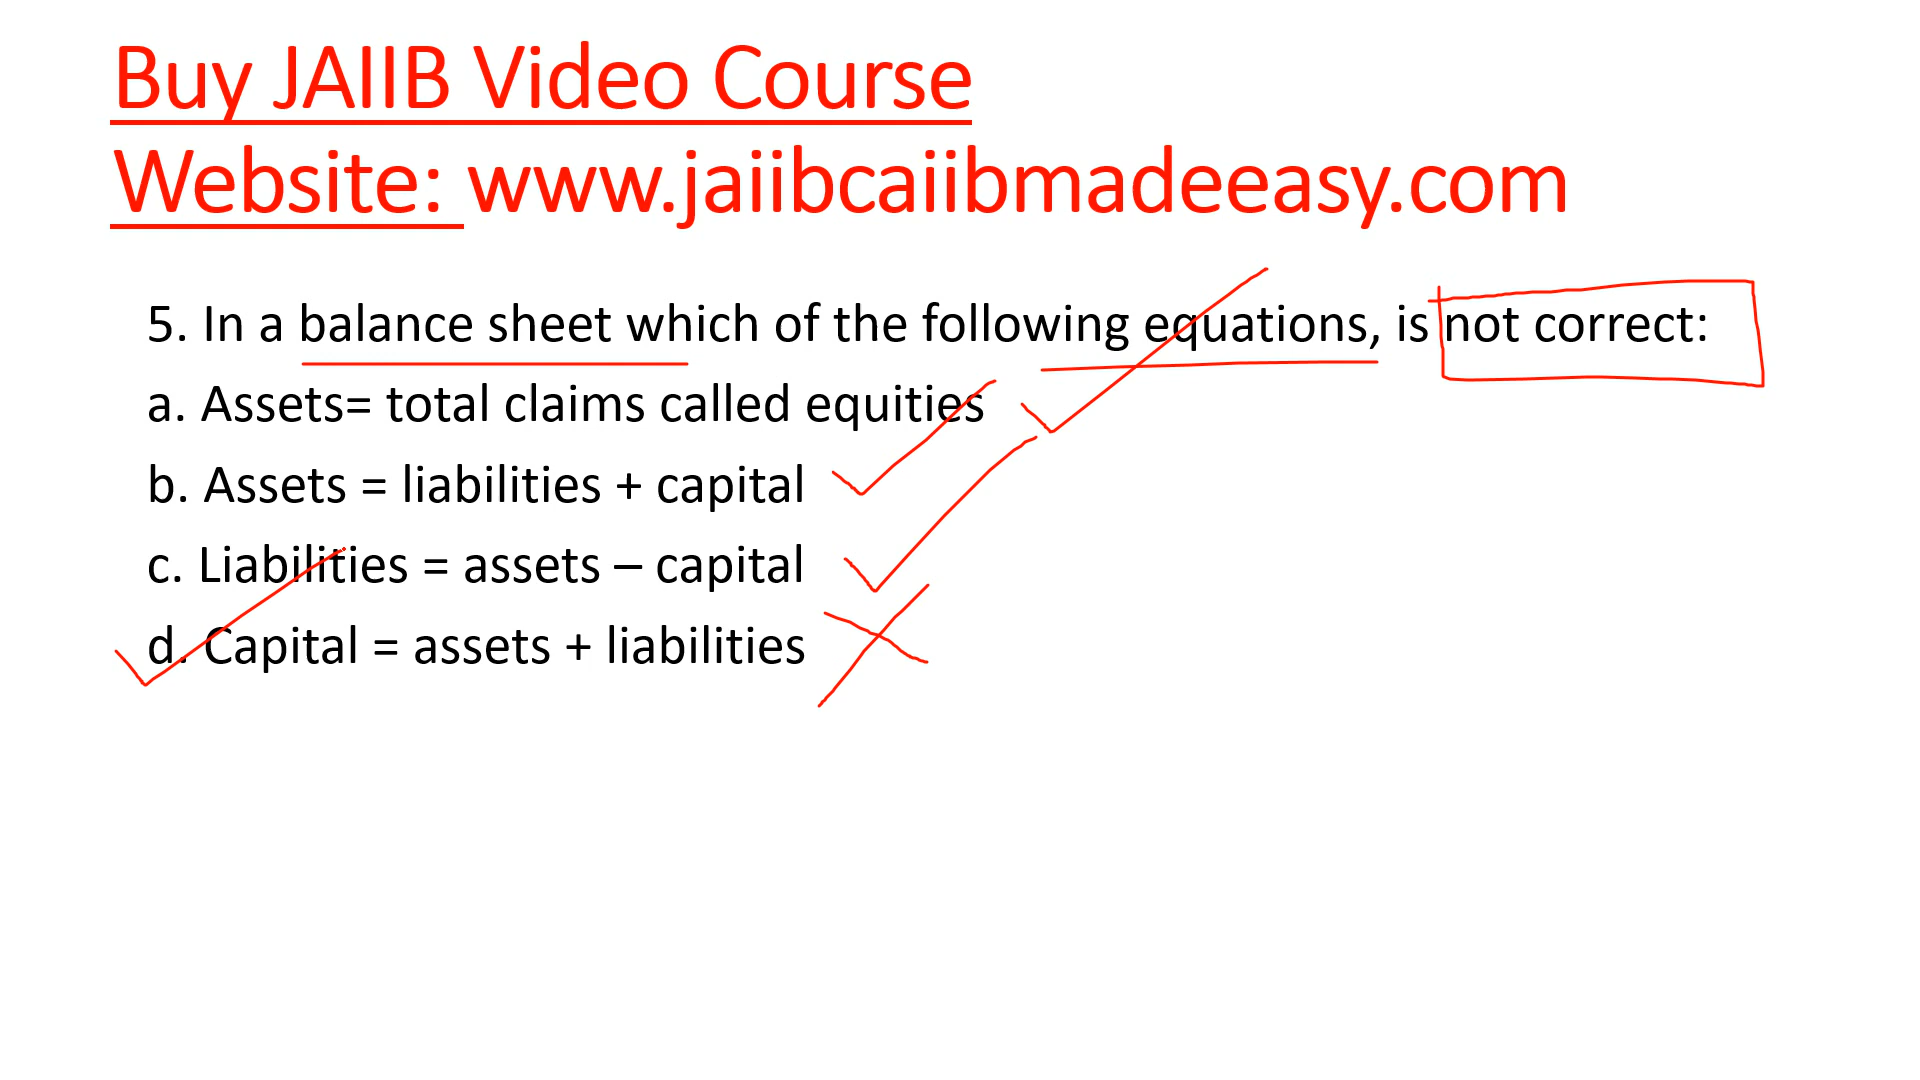 Buy JAIIB Video Course
Website: www.jaiibcaiibmadeeasy.com
5. In a balance sheet which of the following equations, is not correct:
a. Assets= total claims called equities
b. Assets = liabilities + capital
c. Liabilities = assets – capital
d. Capital = assets + liabilities